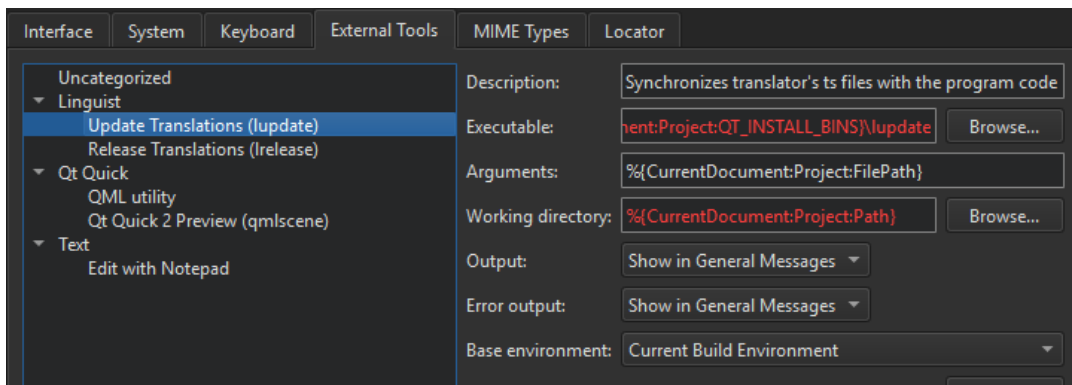 Interface System Keyboard External Tools MIME Types Locator
Uncategorized
Linguist
Update Translations (lupdate)
Release Translations (lrelease)
Qt Quick
QML utility
Qt Quick 2 Preview (qmlscene)
Text
Edit with Notepad
Description: Synchronizes translator's ts files with the program code
Executable: ent:Project:QT_INSTALL_BINS}\lupdate Browse...
Arguments: %{CurrentDocument:Project:FilePath}
Working directory: %{CurrentDocument:Project:Path} Browse...
Output: Show in General Messages
Error output: Show in General Messages
Base environment: Current Build Environment